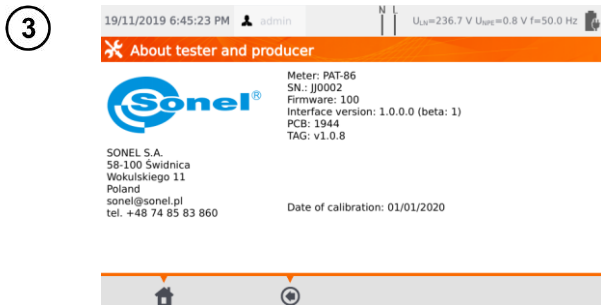 3
19/11/2019 6:45:23 PM admin N L U_LN=236.7 V U_NPE=0.8 V f=50.0 Hz
About tester and producer
Sonel®
Meter: PAT-86
SN.: JJ0002
Firmware: 100
Interface version: 1.0.0.0 (beta: 1)
PCB: 1944
TAG: v1.0.8
SONEL S.A.
58-100 Świdnica
Wokulskiego 11
Poland
sonel@sonel.pl
tel. +48 74 85 83 860
Date of calibration: 01/01/2020